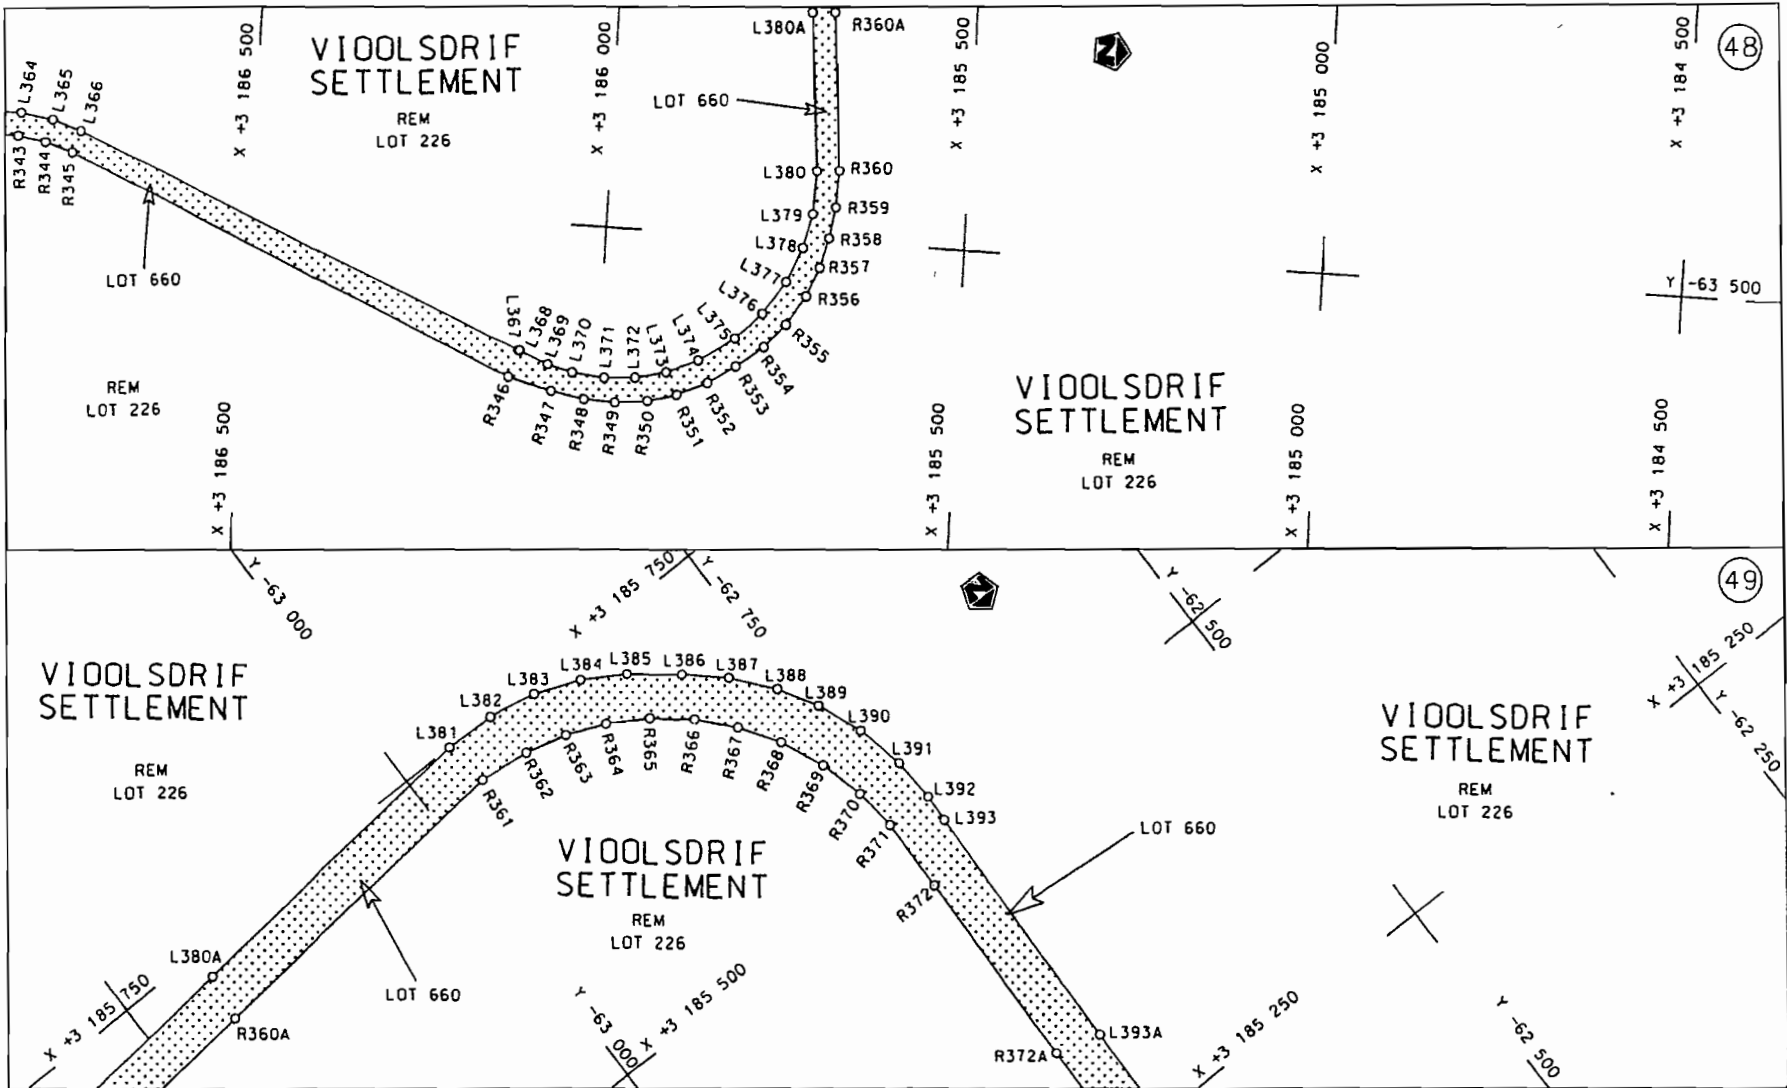 VIOOLSDRIF
SETTLEMENT
REM
LOT 226
X +3 186 500
X +3 186 000
L380A
R360A
X +3 185 500
N
X +3 185 000
X +3 184 500
48
L364
L365
L366
R343
R344
R345
LOT 660
LOT 660
L380
R360
L379
R359
L378
R358
L377
R357
L376
R356
L375
R355
L374
R354
L373
R353
L372
R352
L371
R351
L370
R350
L369
R349
L368
R348
L367
R347
R346
Y -63 500
REM
LOT 226
VIOOLSDRIF
SETTLEMENT
REM
LOT 226
X +3 186 500
X +3 185 500
X +3 185 000
X +3 184 500
Y -63 000
X +3 185 750
Y -62 750
N
Y -62 500
49
X +3 185 250
Y -62 250
VIOOLSDRIF
SETTLEMENT
REM
LOT 226
L381
L382
L383
L384
L385
L386
L387
L388
L389
L390
L391
L392
L393
R361
R362
R363
R364
R365
R366
R367
R368
R369
R370
R371
R372
VIOOLSDRIF
SETTLEMENT
REM
LOT 226
VIOOLSDRIF
SETTLEMENT
REM
LOT 226
LOT 660
L380A
LOT 660
R360A
X +3 185 750
Y -63 000
X +3 185 500
R372A
L393A
X +3 185 250
Y -62 500